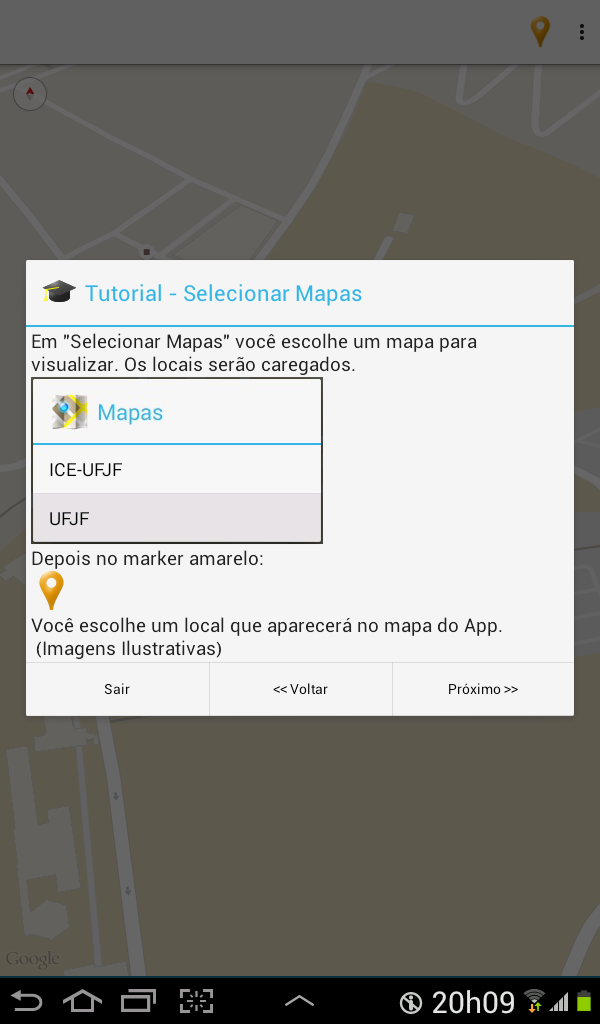 Tutorial - Selecionar Mapas
Em "Selecionar Mapas" você escolhe um mapa para
visualizar. Os locais serão caregados.
Mapas
ICE-UFJF
UFJF
Depois no marker amarelo:
Você escolhe um local que aparecerá no mapa do App.
(Imagens Ilustrativas)
Sair
<< Voltar
Próximo >>
Google
20h09